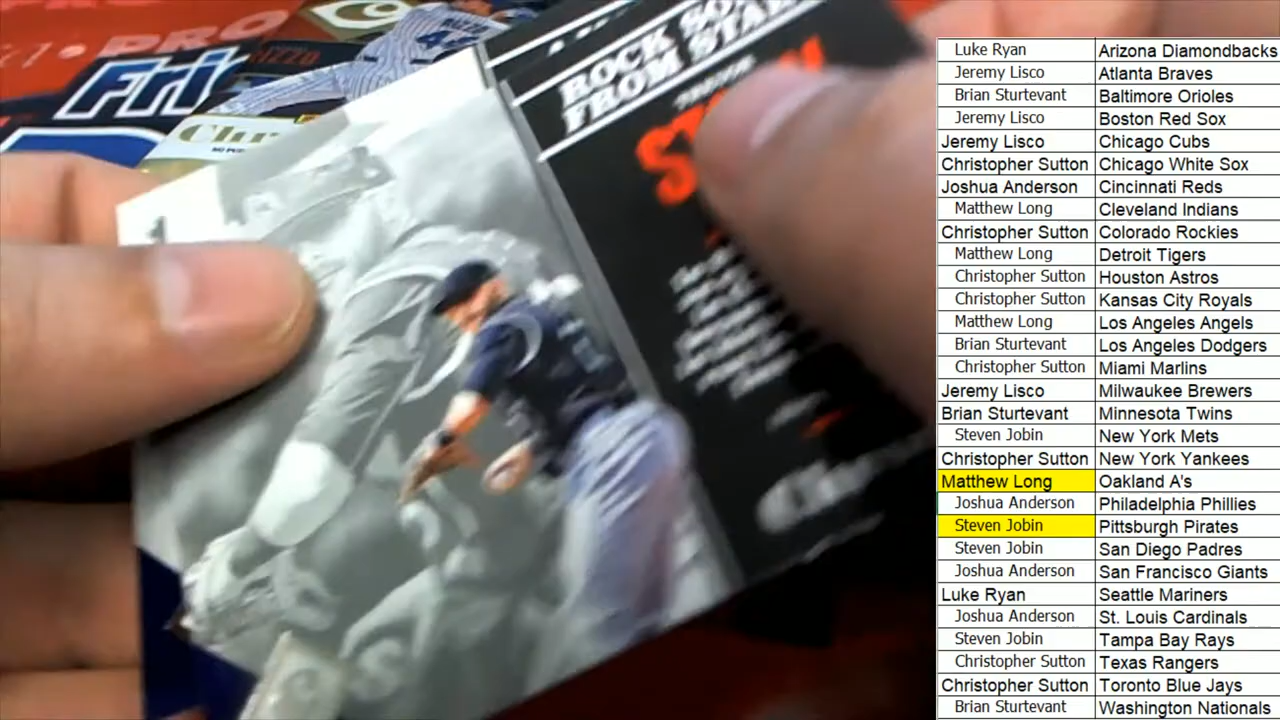 PRO
RIZZO
Fri
ROCK SO
FROM STAR
Luke Ryan Arizona Diamondbacks
Jeremy Lisco Atlanta Braves
Brian Sturtevant Baltimore Orioles
Jeremy Lisco Boston Red Sox
Jeremy Lisco Chicago Cubs
Christopher Sutton Chicago White Sox
Joshua Anderson Cincinnati Reds
Matthew Long Cleveland Indians
Christopher Sutton Colorado Rockies
Matthew Long Detroit Tigers
Christopher Sutton Houston Astros
Christopher Sutton Kansas City Royals
Matthew Long Los Angeles Angels
Brian Sturtevant Los Angeles Dodgers
Christopher Sutton Miami Marlins
Jeremy Lisco Milwaukee Brewers
Brian Sturtevant Minnesota Twins
Steven Jobin New York Mets
Christopher Sutton New York Yankees
Matthew Long Oakland A's
Joshua Anderson Philadelphia Phillies
Steven Jobin Pittsburgh Pirates
Steven Jobin San Diego Padres
Joshua Anderson San Francisco Giants
Luke Ryan Seattle Mariners
Joshua Anderson St. Louis Cardinals
Steven Jobin Tampa Bay Rays
Christopher Sutton Texas Rangers
Christopher Sutton Toronto Blue Jays
Brian Sturtevant Washington Nationals